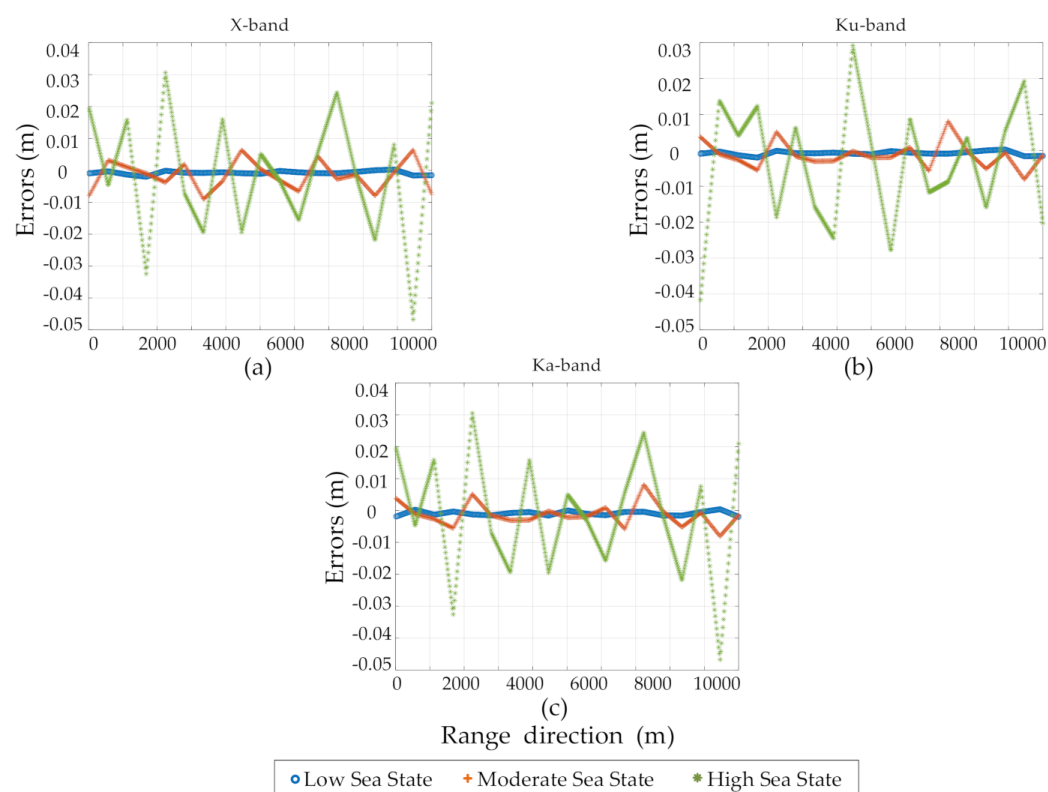 X-band
0.04
0.03
0.02
0.01
0
-0.01
-0.02
-0.03
-0.04
-0.05
Errors (m)
0 2000 4000 6000 8000 10000
(a)
Ku-band
0.03
0.02
0.01
0
-0.01
-0.02
-0.03
-0.04
-0.05
Errors (m)
0 2000 4000 6000 8000 10000
(b)
Ka-band
0.04
0.03
0.02
0.01
0
-0.01
-0.02
-0.03
-0.04
-0.05
Errors (m)
0 2000 4000 6000 8000 10000
(c)
Range direction (m)
Low Sea State Moderate Sea State High Sea State